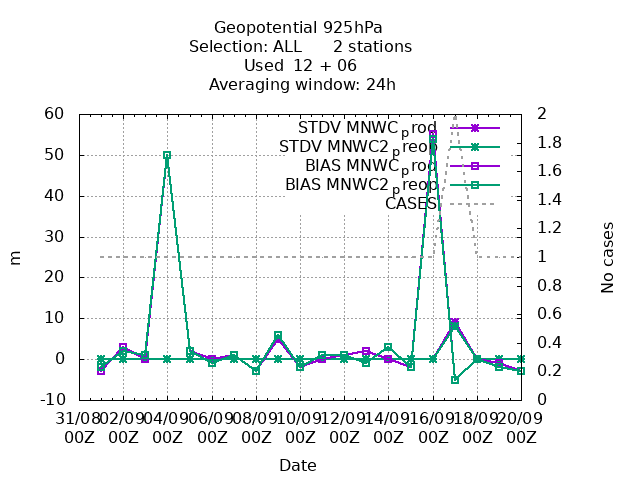 Geopotential 925hPa
Selection: ALL 2 stations
Used 12 + 06
Averaging window: 24h
60
50
40
30
20
10
0
-10
m
STDV MNWCprod
STDV MNWC2preop
BIAS MNWCprod
BIAS MNWC2preop
CASES
2
1.8
1.6
1.4
1.2
1
0.8
0.6
0.4
0.2
0
No cases
31/08 02/09 04/09 06/09 08/09 10/09 12/09 14/09 16/09 18/09 20/09
00Z 00Z 00Z 00Z 00Z 00Z 00Z 00Z 00Z 00Z 00Z
Date